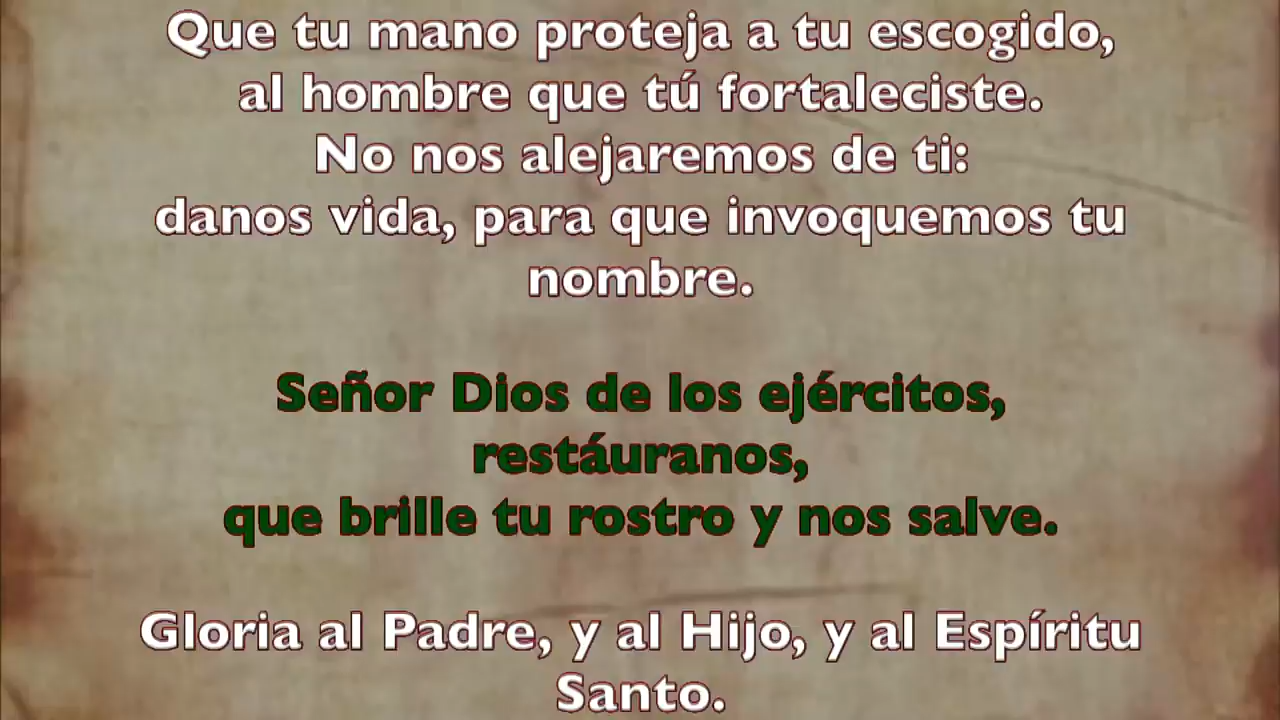 Que tu mano proteja a tu escogido,
al hombre que tú fortaleciste.
No nos alejaremos de ti:
danos vida, para que invoquemos tu
nombre.
Señor Dios de los ejércitos,
restáuranos,
que brille tu rostro y nos salve.
Gloria al Padre, y al Hijo, y al Espíritu
Santo.